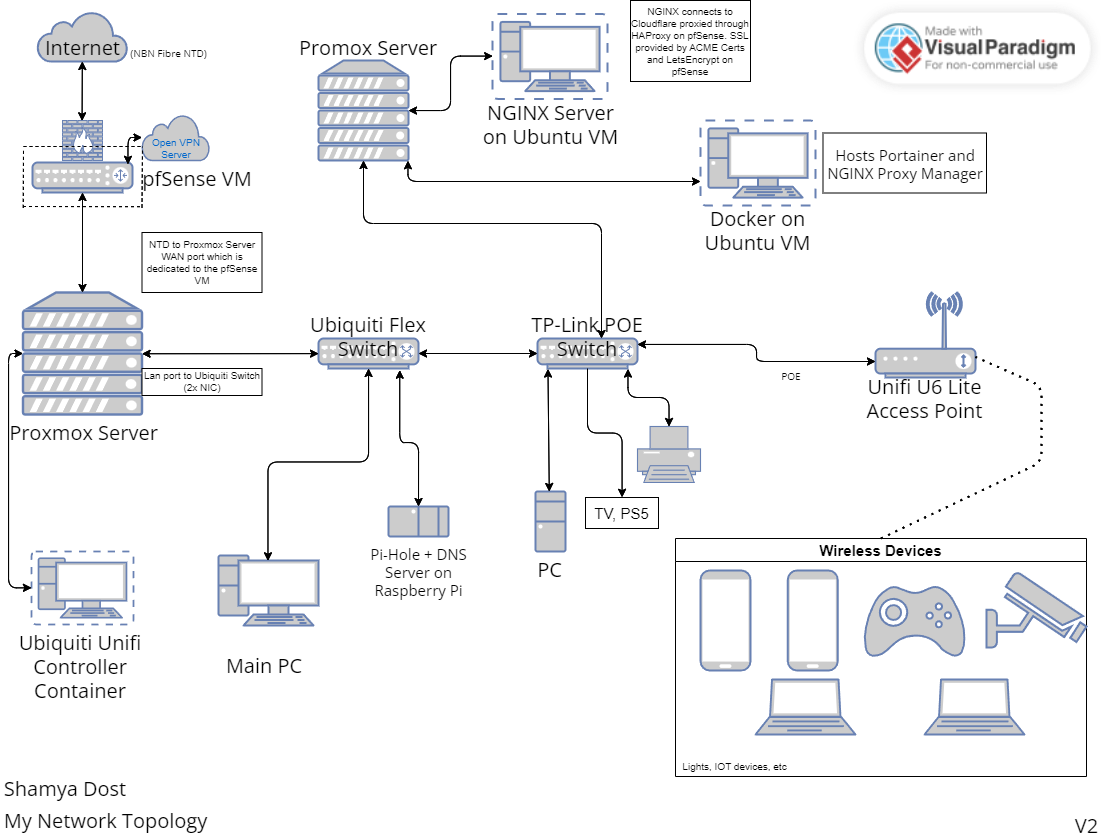 Internet
(NBN Fibre NTD)
Open VPN
Server
pfSense VM
NTD to Proxmox Server
WAN port which is
dedicated to the pfSense
VM
Promox Server
NGINX Server
on Ubuntu VM
NGINX connects to
Cloudflare proxied through
HAProxy on pfSense. SSL
provided by ACME Certs
and LetsEncrypt on
pfSense
Made with
Visual Paradigm
For non-commercial use
Docker on
Ubuntu VM
Hosts Portainer and
NGINX Proxy Manager
Proxmox Server
Lan port to Ubiquiti Switch
(2x NIC)
Ubiquiti Flex
Switch
TP-Link POE
Switch
POE
Unifi U6 Lite
Access Point
Ubiquiti Unifi
Controller
Container
Main PC
Pi-Hole + DNS
Server on
Raspberry Pi
PC
TV, PS5
Wireless Devices
Lights, IOT devices, etc
Shamya Dost
My Network Topology
V2